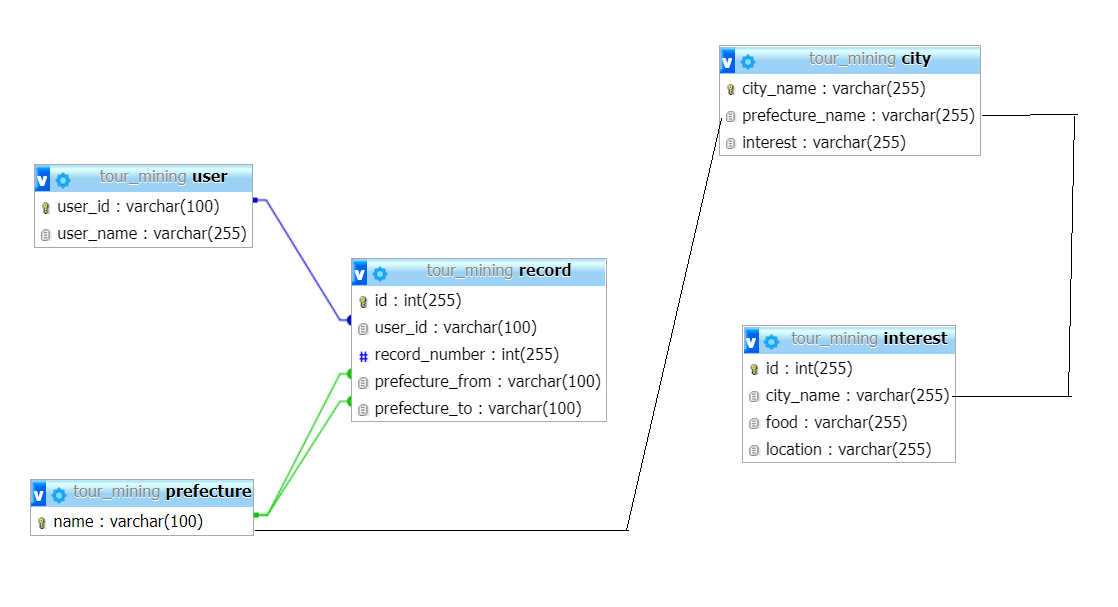 tour_mining city
city_name : varchar(255)
prefecture_name : varchar(255)
interest : varchar(255)
tour_mining user
user_id : varchar(100)
user_name : varchar(255)
tour_mining record
id : int(255)
user_id : varchar(100)
# record_number : int(255)
prefecture_from : varchar(100)
prefecture_to : varchar(100)
tour_mining interest
id : int(255)
city_name : varchar(255)
food : varchar(255)
location : varchar(255)
tour_mining prefecture
name : varchar(100)